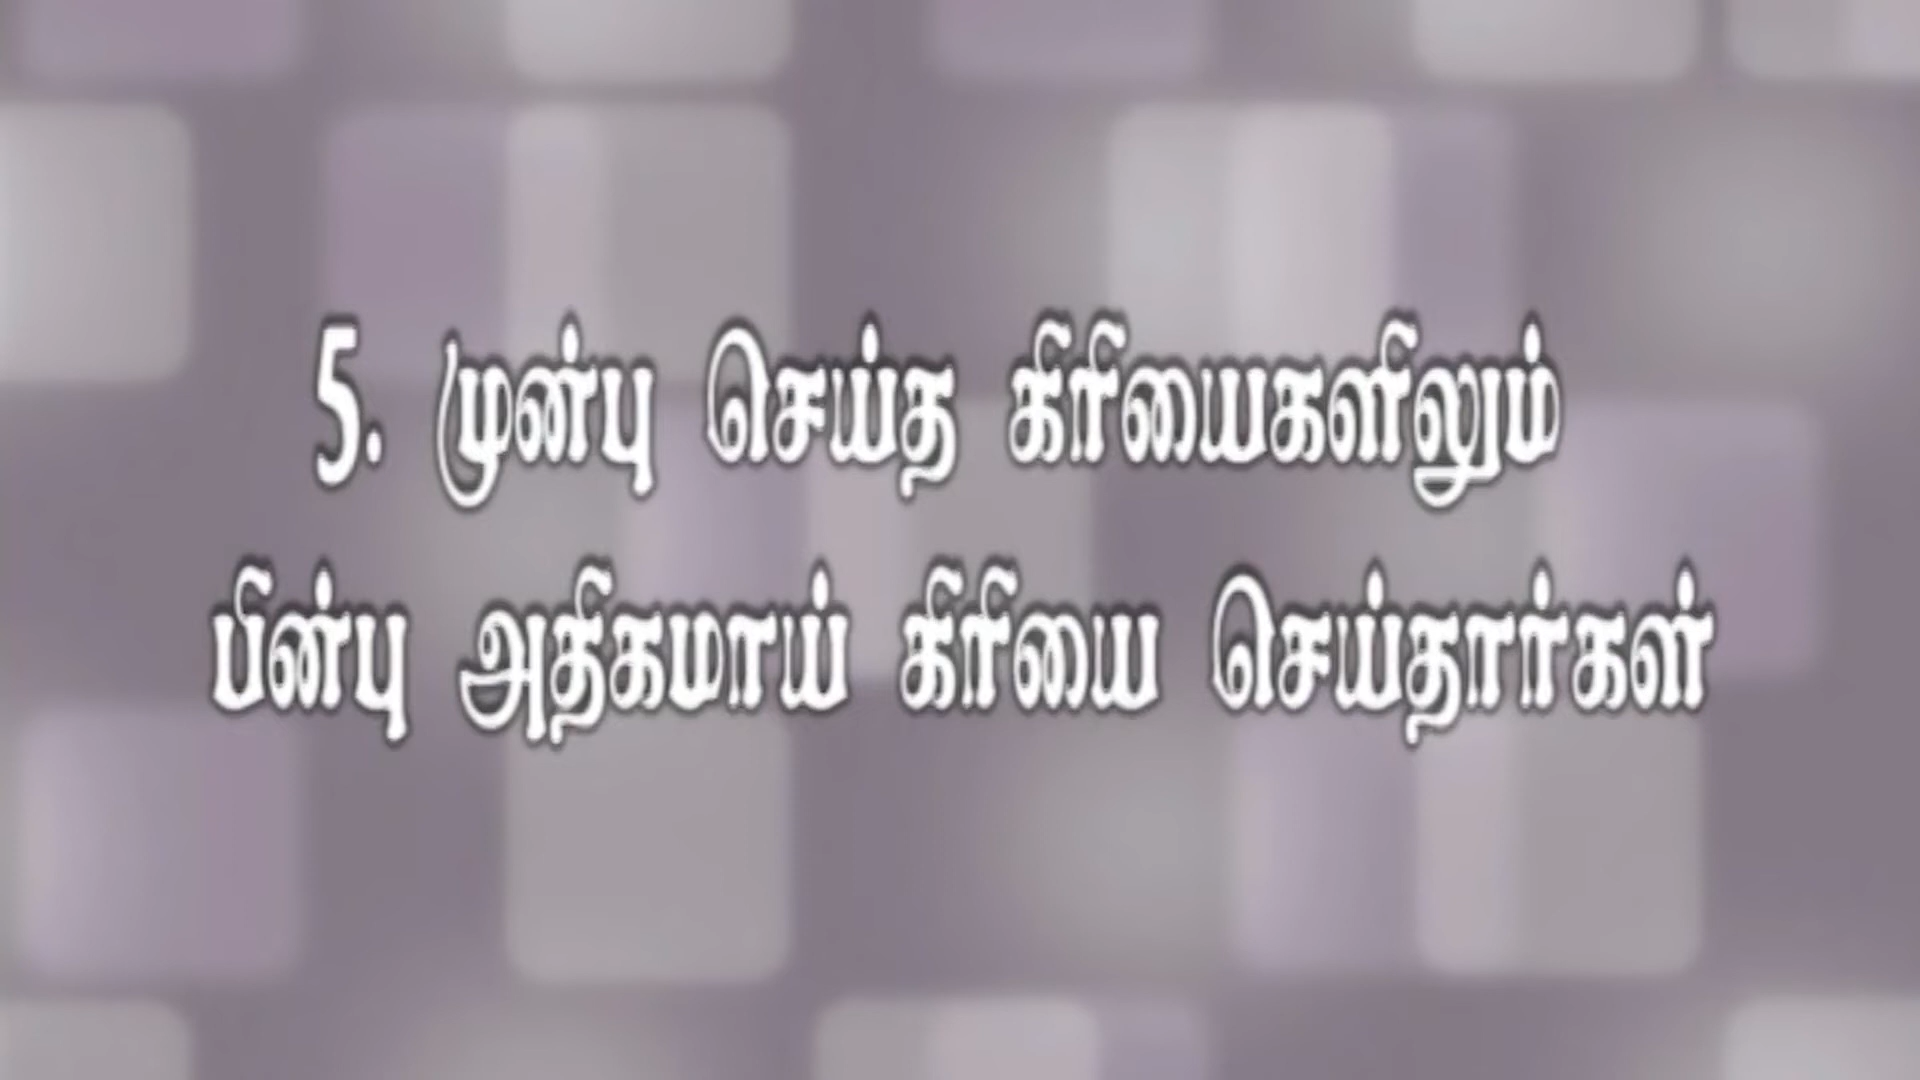 5. முன்பு செய்த கிரியைகளிலும்
பின்பு அதிகமாய் கிரியை செய்தார்கள்